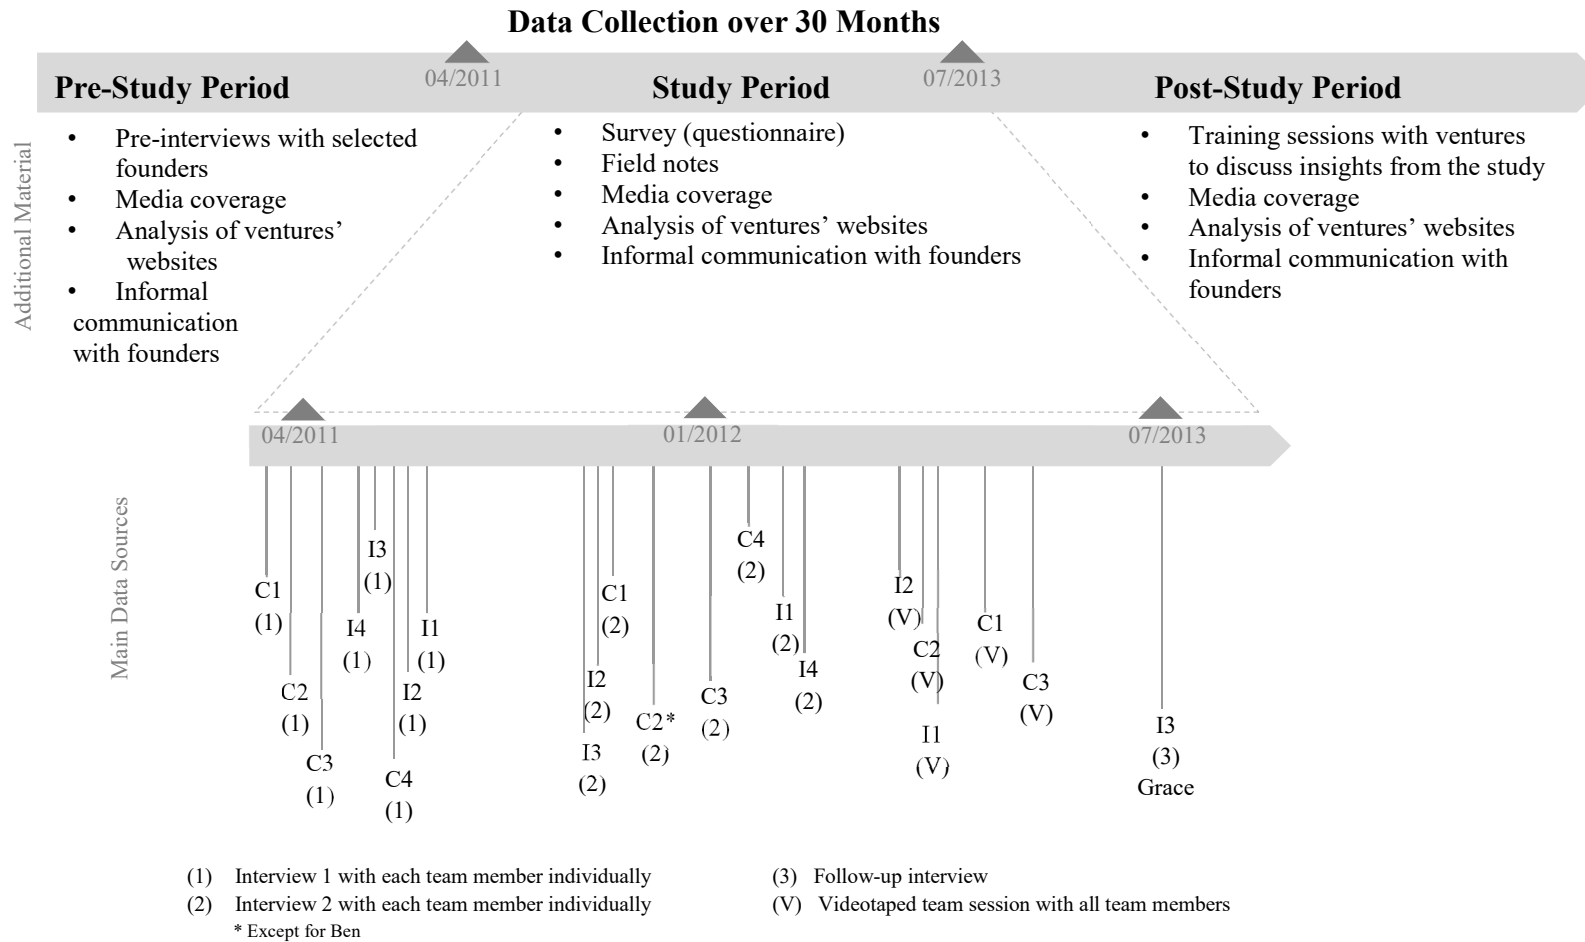 Data Collection over 30 Months
04/2011
07/2013
Pre-Study Period
Study Period
Post-Study Period
Additional Material
• Pre-interviews with selected
founders
• Media coverage
• Analysis of ventures’
websites
• Informal
communication
with founders
• Survey (questionnaire)
• Field notes
• Media coverage
• Analysis of ventures’ websites
• Informal communication with founders
• Training sessions with ventures
to discuss insights from the study
• Media coverage
• Analysis of ventures’ websites
• Informal communication with
founders
04/2011
01/2012
07/2013
Main Data Sources
C1
(1)
C2
(1)
C3
(1)
I4
(1)
I3
(1)
C4
(1)
I2
(1)
I1
(1)
I3
(2)
I2
(2)
C1
(2)
C2*
(2)
C3
(2)
C4
(2)
I1
(2)
I4
(2)
I2
(V)
C2
(V)
I1
(V)
C1
(V)
C3
(V)
I3
(3)
Grace
(1) Interview 1 with each team member individually
(2) Interview 2 with each team member individually
* Except for Ben
(3) Follow-up interview
(V) Videotaped team session with all team members